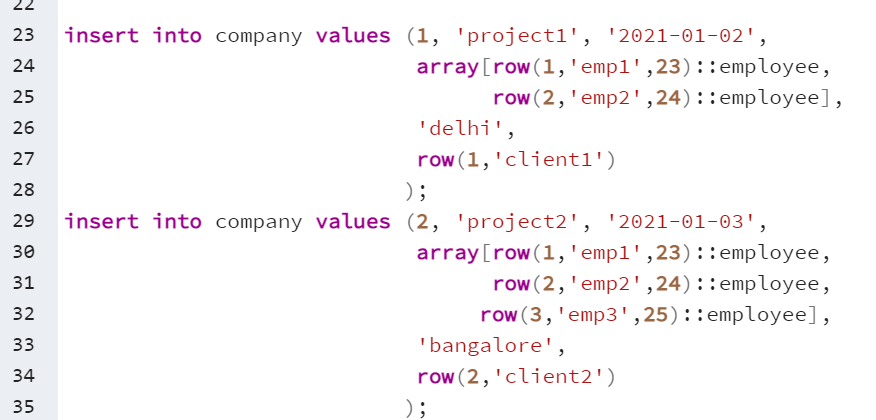 22
23 insert into company values (1, 'project1', '2021-01-02',
24 array[row(1,'emp1',23)::employee,
25 row(2,'emp2',24)::employee],
26 'delhi',
27 row(1,'client1')
28 );
29 insert into company values (2, 'project2', '2021-01-03',
30 array[row(1,'emp1',23)::employee,
31 row(2,'emp2',24)::employee,
32 row(3,'emp3',25)::employee],
33 'bangalore',
34 row(2,'client2')
35 );